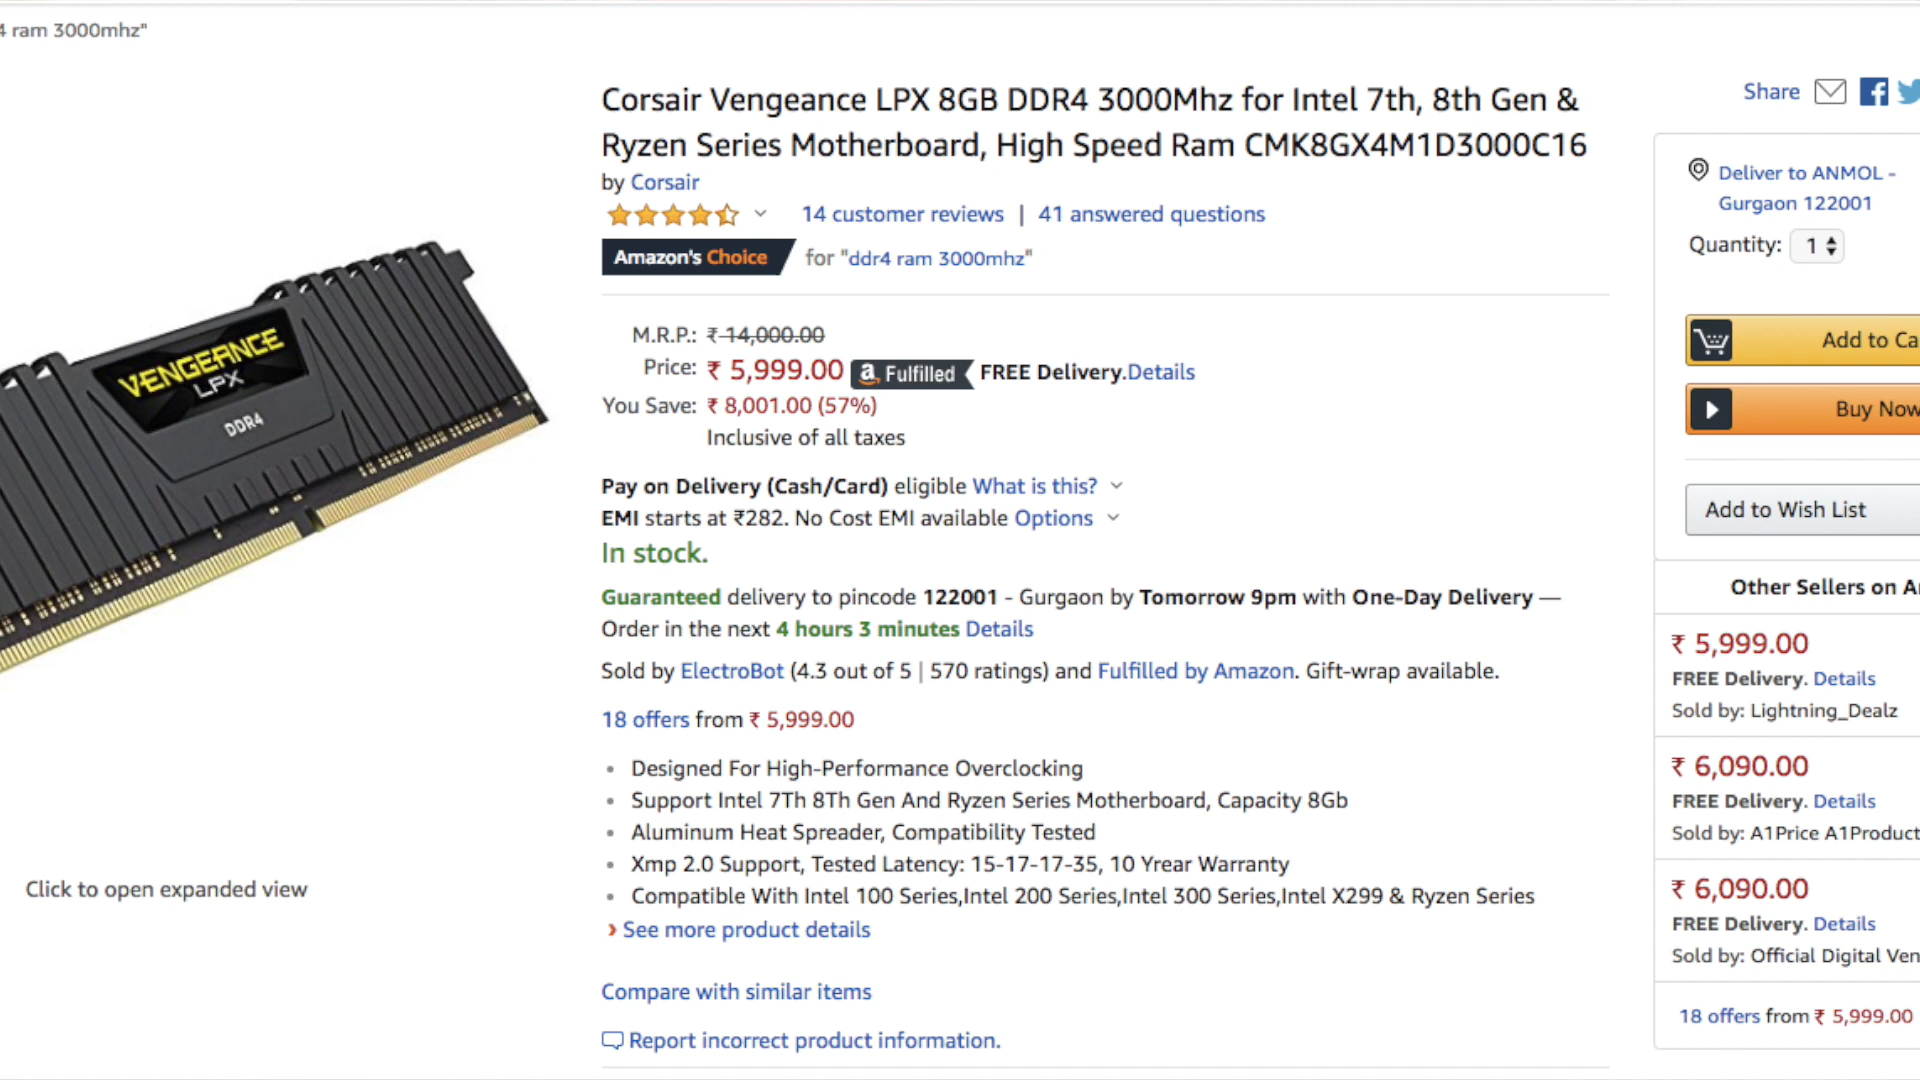 4 ram 3000mhz"
Corsair Vengeance LPX 8GB DDR4 3000Mhz for Intel 7th, 8th Gen &
Ryzen Series Motherboard, High Speed Ram CMK8GX4M1D3000C16
by Corsair
14 customer reviews | 41 answered questions
Amazon's Choice for "ddr4 ram 3000mhz"
M.R.P.: ₹ 14,000.00
Price: ₹ 5,999.00 a Fulfilled FREE Delivery.Details
You Save: ₹ 8,001.00 (57%)
Inclusive of all taxes
Pay on Delivery (Cash/Card) eligible What is this?
EMI starts at ₹282. No Cost EMI available Options
In stock.
Guaranteed delivery to pincode 122001 - Gurgaon by Tomorrow 9pm with One-Day Delivery —
Order in the next 4 hours 3 minutes Details
Sold by ElectroBot (4.3 out of 5 | 570 ratings) and Fulfilled by Amazon. Gift-wrap available.
18 offers from ₹ 5,999.00
• Designed For High-Performance Overclocking
• Support Intel 7Th 8Th Gen And Ryzen Series Motherboard, Capacity 8Gb
• Aluminum Heat Spreader, Compatibility Tested
• Xmp 2.0 Support, Tested Latency: 15-17-17-35, 10 Yrear Warranty
• Compatible With Intel 100 Series,Intel 200 Series,Intel 300 Series,Intel X299 & Ryzen Series
› See more product details
Compare with similar items
Report incorrect product information.
VENGEANCE
LPX
DDR4
Click to open expanded view
Share
Deliver to ANMOL -
Gurgaon 122001
Quantity: 1
Add to Ca
Buy Now
Add to Wish List
Other Sellers on A
₹ 5,999.00
FREE Delivery. Details
Sold by: Lightning_Dealz
₹ 6,090.00
FREE Delivery. Details
Sold by: A1Price A1Product
₹ 6,090.00
FREE Delivery. Details
Sold by: Official Digital Ven
18 offers from ₹ 5,999.00